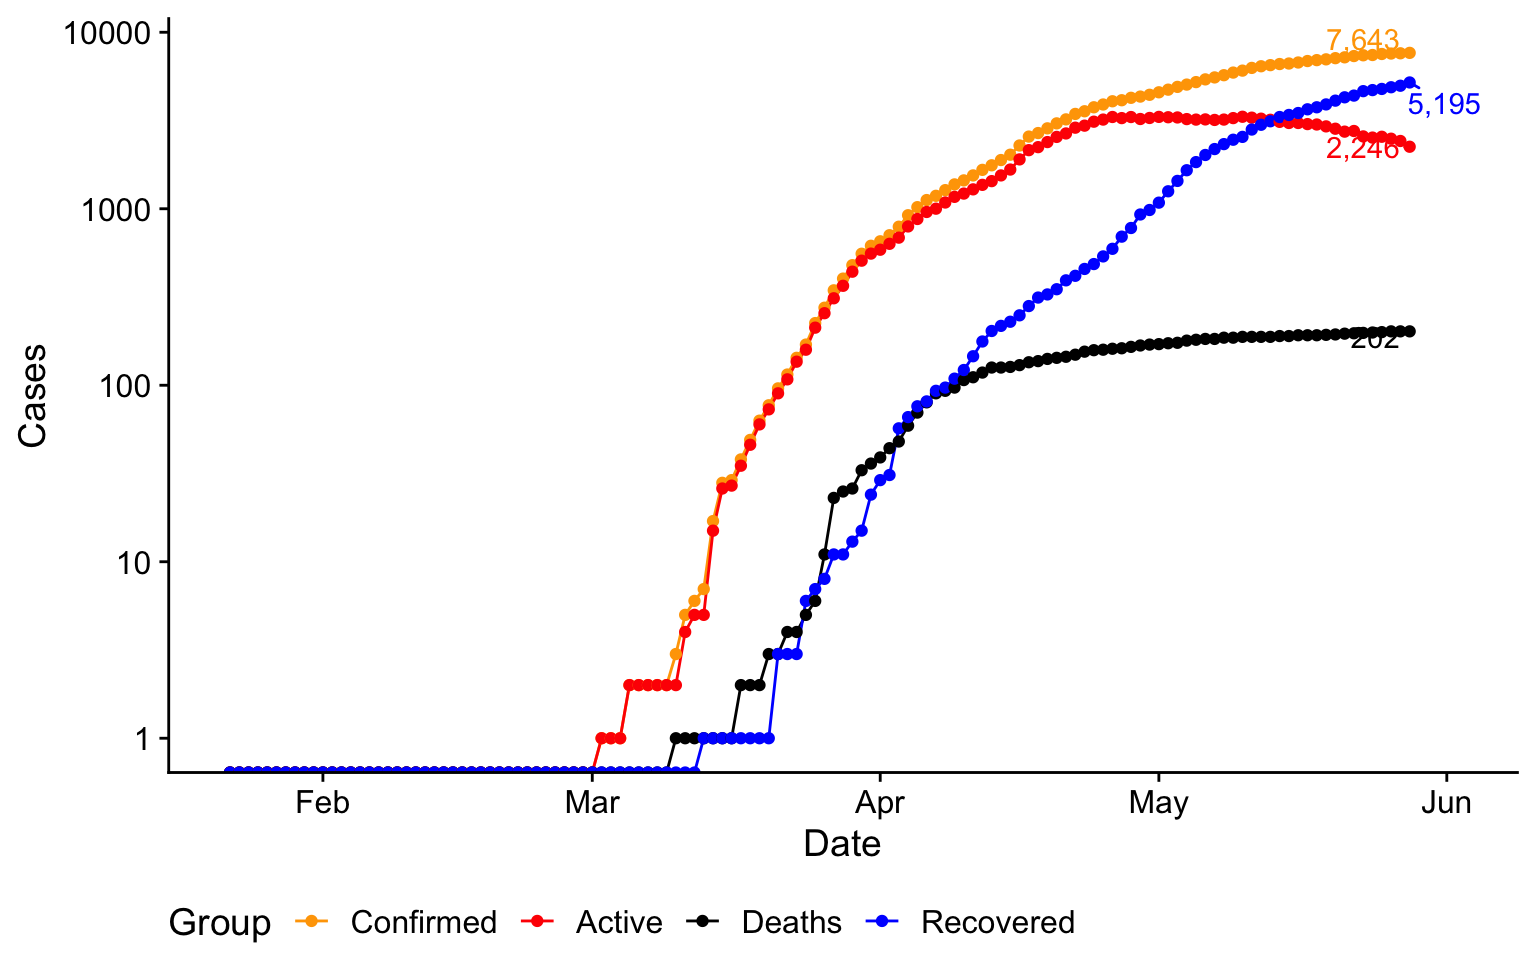 10000
1000
100
10
1
Cases
7,643
5,195
2,246
202
Feb Mar Apr May Jun
Date
Group Confirmed Active Deaths Recovered